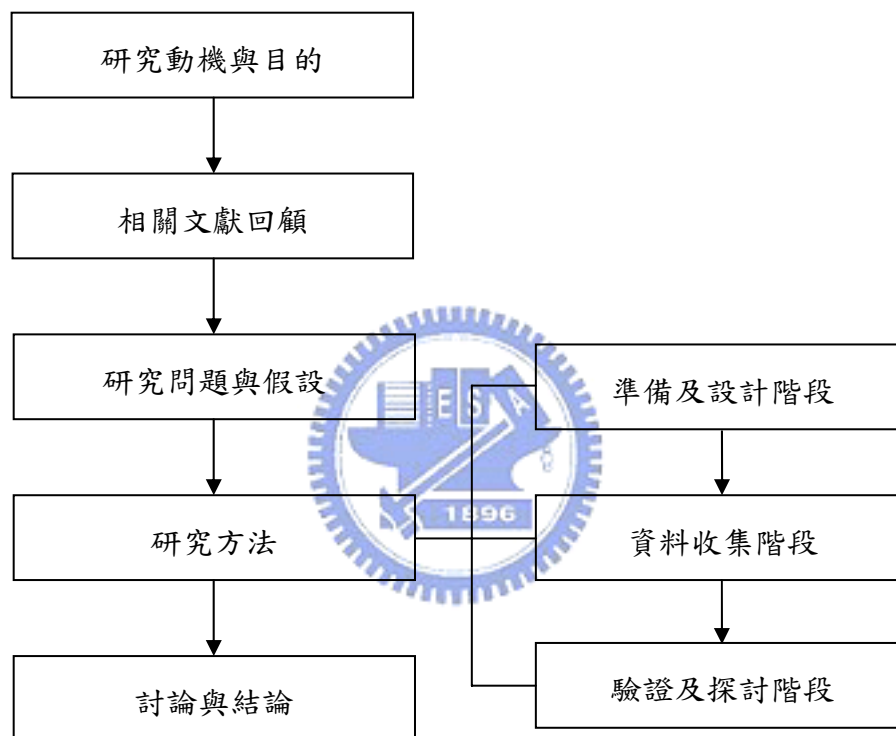 研究動機與目的
相關文獻回顧
研究問題與假設
研究方法
討論與結論
準備及設計階段
資料收集階段
驗證及探討階段
E S A
1896